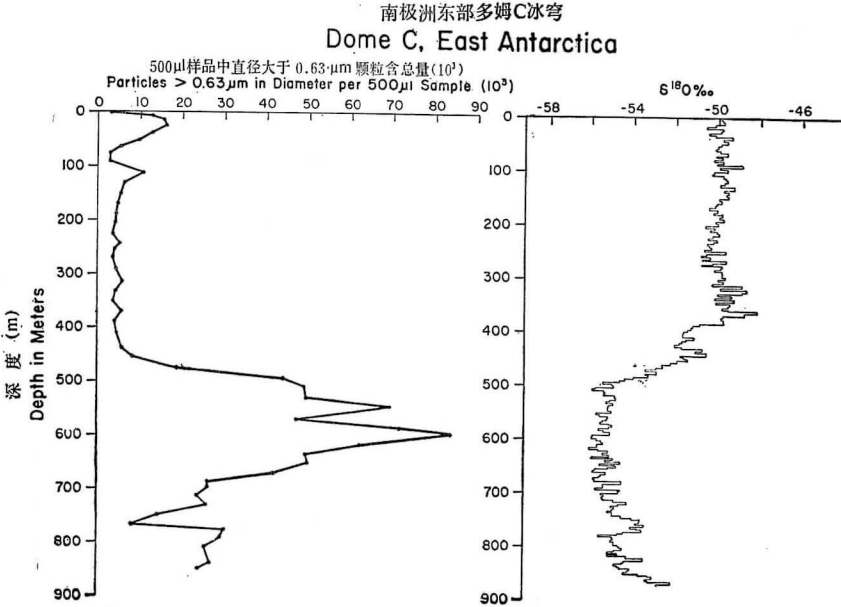 南极洲东部多姆C冰穹
Dome C, East Antarctica
500μl样品中直径大于 0.63·μm 颗粒含总量(10³)
Particles > 0.63μm in Diameter per 500μl Sample (10³)
0 10 20 30 40 50 60 70 80 90
0
100
200
300
400
500
600
700
800
900
深度 (m)
Depth in Meters
δ¹⁸O‰
-58 -54 -50 -46
0
100
200
300
400
500
600
700
800
900